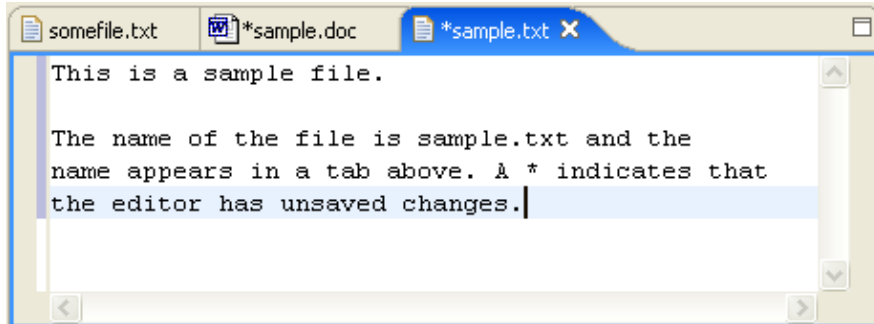 somefile.txt *sample.doc *sample.txt
This is a sample file.
The name of the file is sample.txt and the
name appears in a tab above. A * indicates that
the editor has unsaved changes.